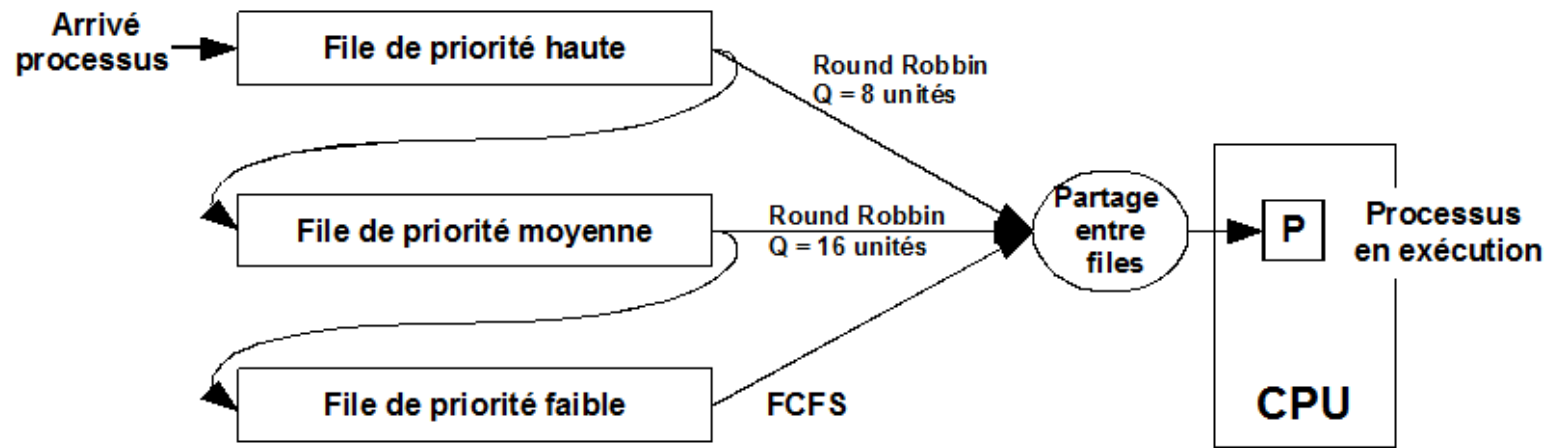 Arrivé
processus
File de priorité haute
Round Robbin
Q = 8 unités
File de priorité moyenne
Round Robbin
Q = 16 unités
Partage
entre
files
P
Processus
en exécution
File de priorité faible
FCFS
CPU